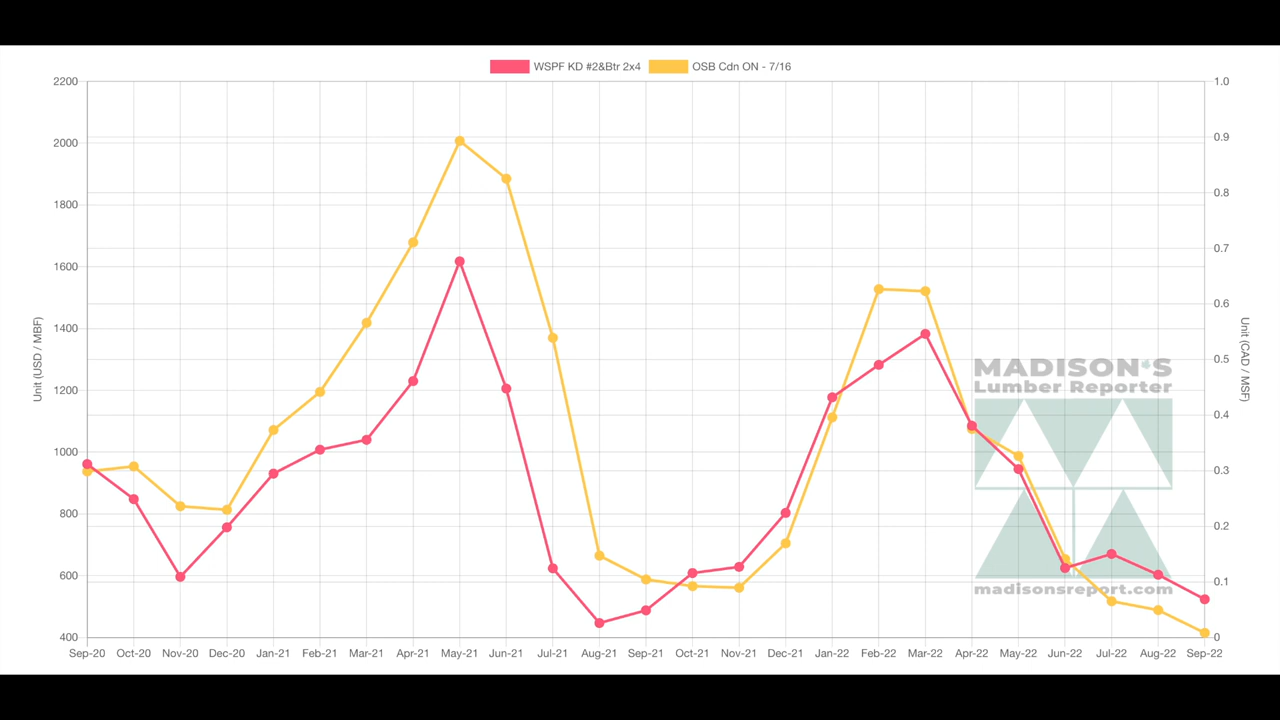 WSPF KD #2&Btr 2x4 OSB Cdn ON - 7/16
2200 1.0
2000 0.9
1800 0.8
1600 0.7
1400 0.6
1200 0.5
1000 0.4
800 0.3
600 0.2
400 0.1
0
Unit (USD / MBF)
Unit (CAD / MSF)
MADISON'S
Lumber Reporter
madisonsreport.com
Sep-20 Oct-20 Nov-20 Dec-20 Jan-21 Feb-21 Mar-21 Apr-21 May-21 Jun-21 Jul-21 Aug-21 Sep-21 Oct-21 Nov-21 Dec-21 Jan-22 Feb-22 Mar-22 Apr-22 May-22 Jun-22 Jul-22 Aug-22 Sep-22